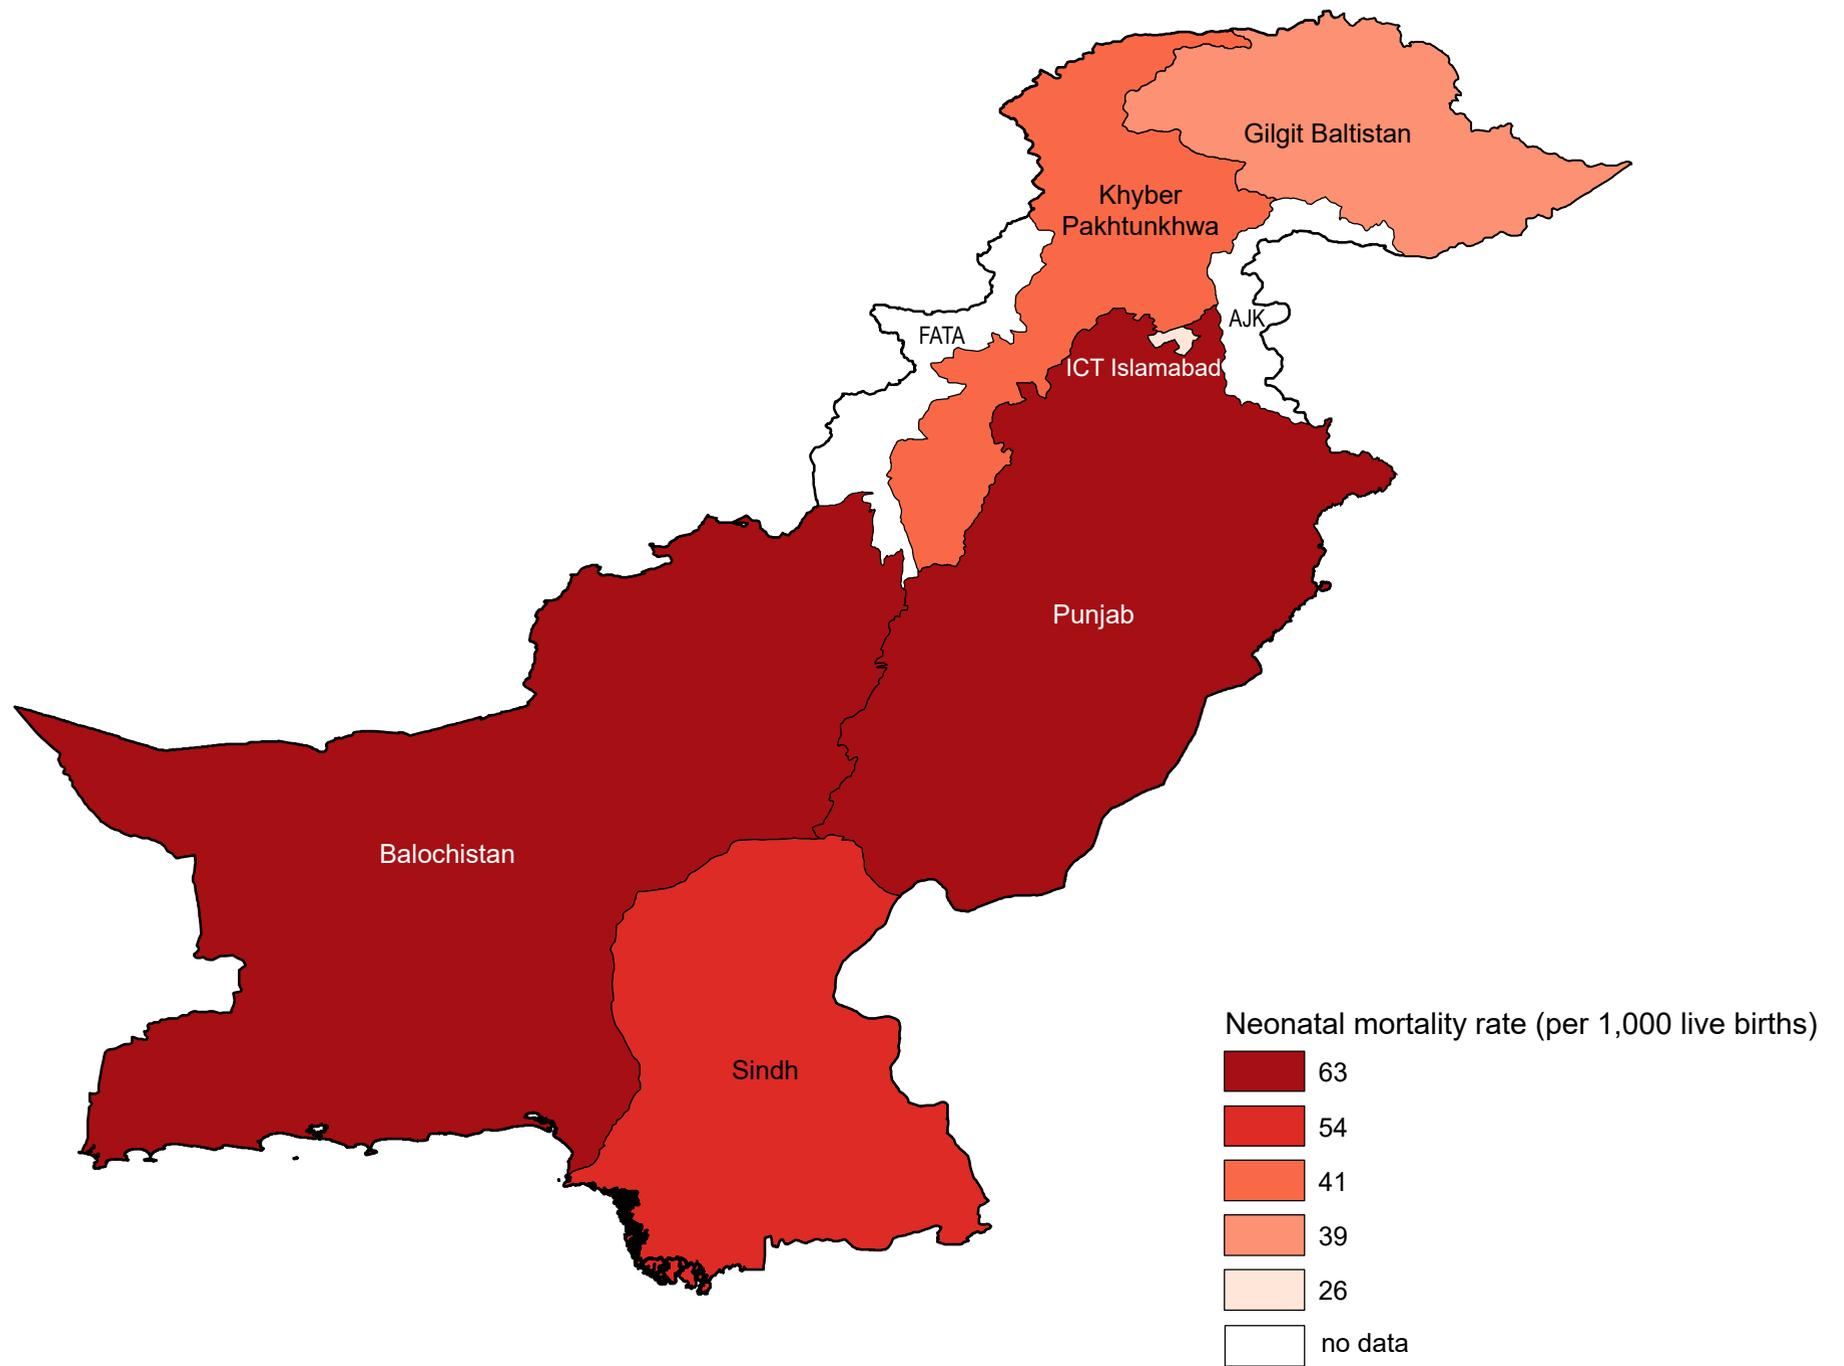 Gilgit Baltistan
Khyber
Pakhtunkhwa
FATA
AJK
ICT Islamabad
Punjab
Balochistan
Sindh
Neonatal mortality rate (per 1,000 live births)
63
54
41
39
26
no data